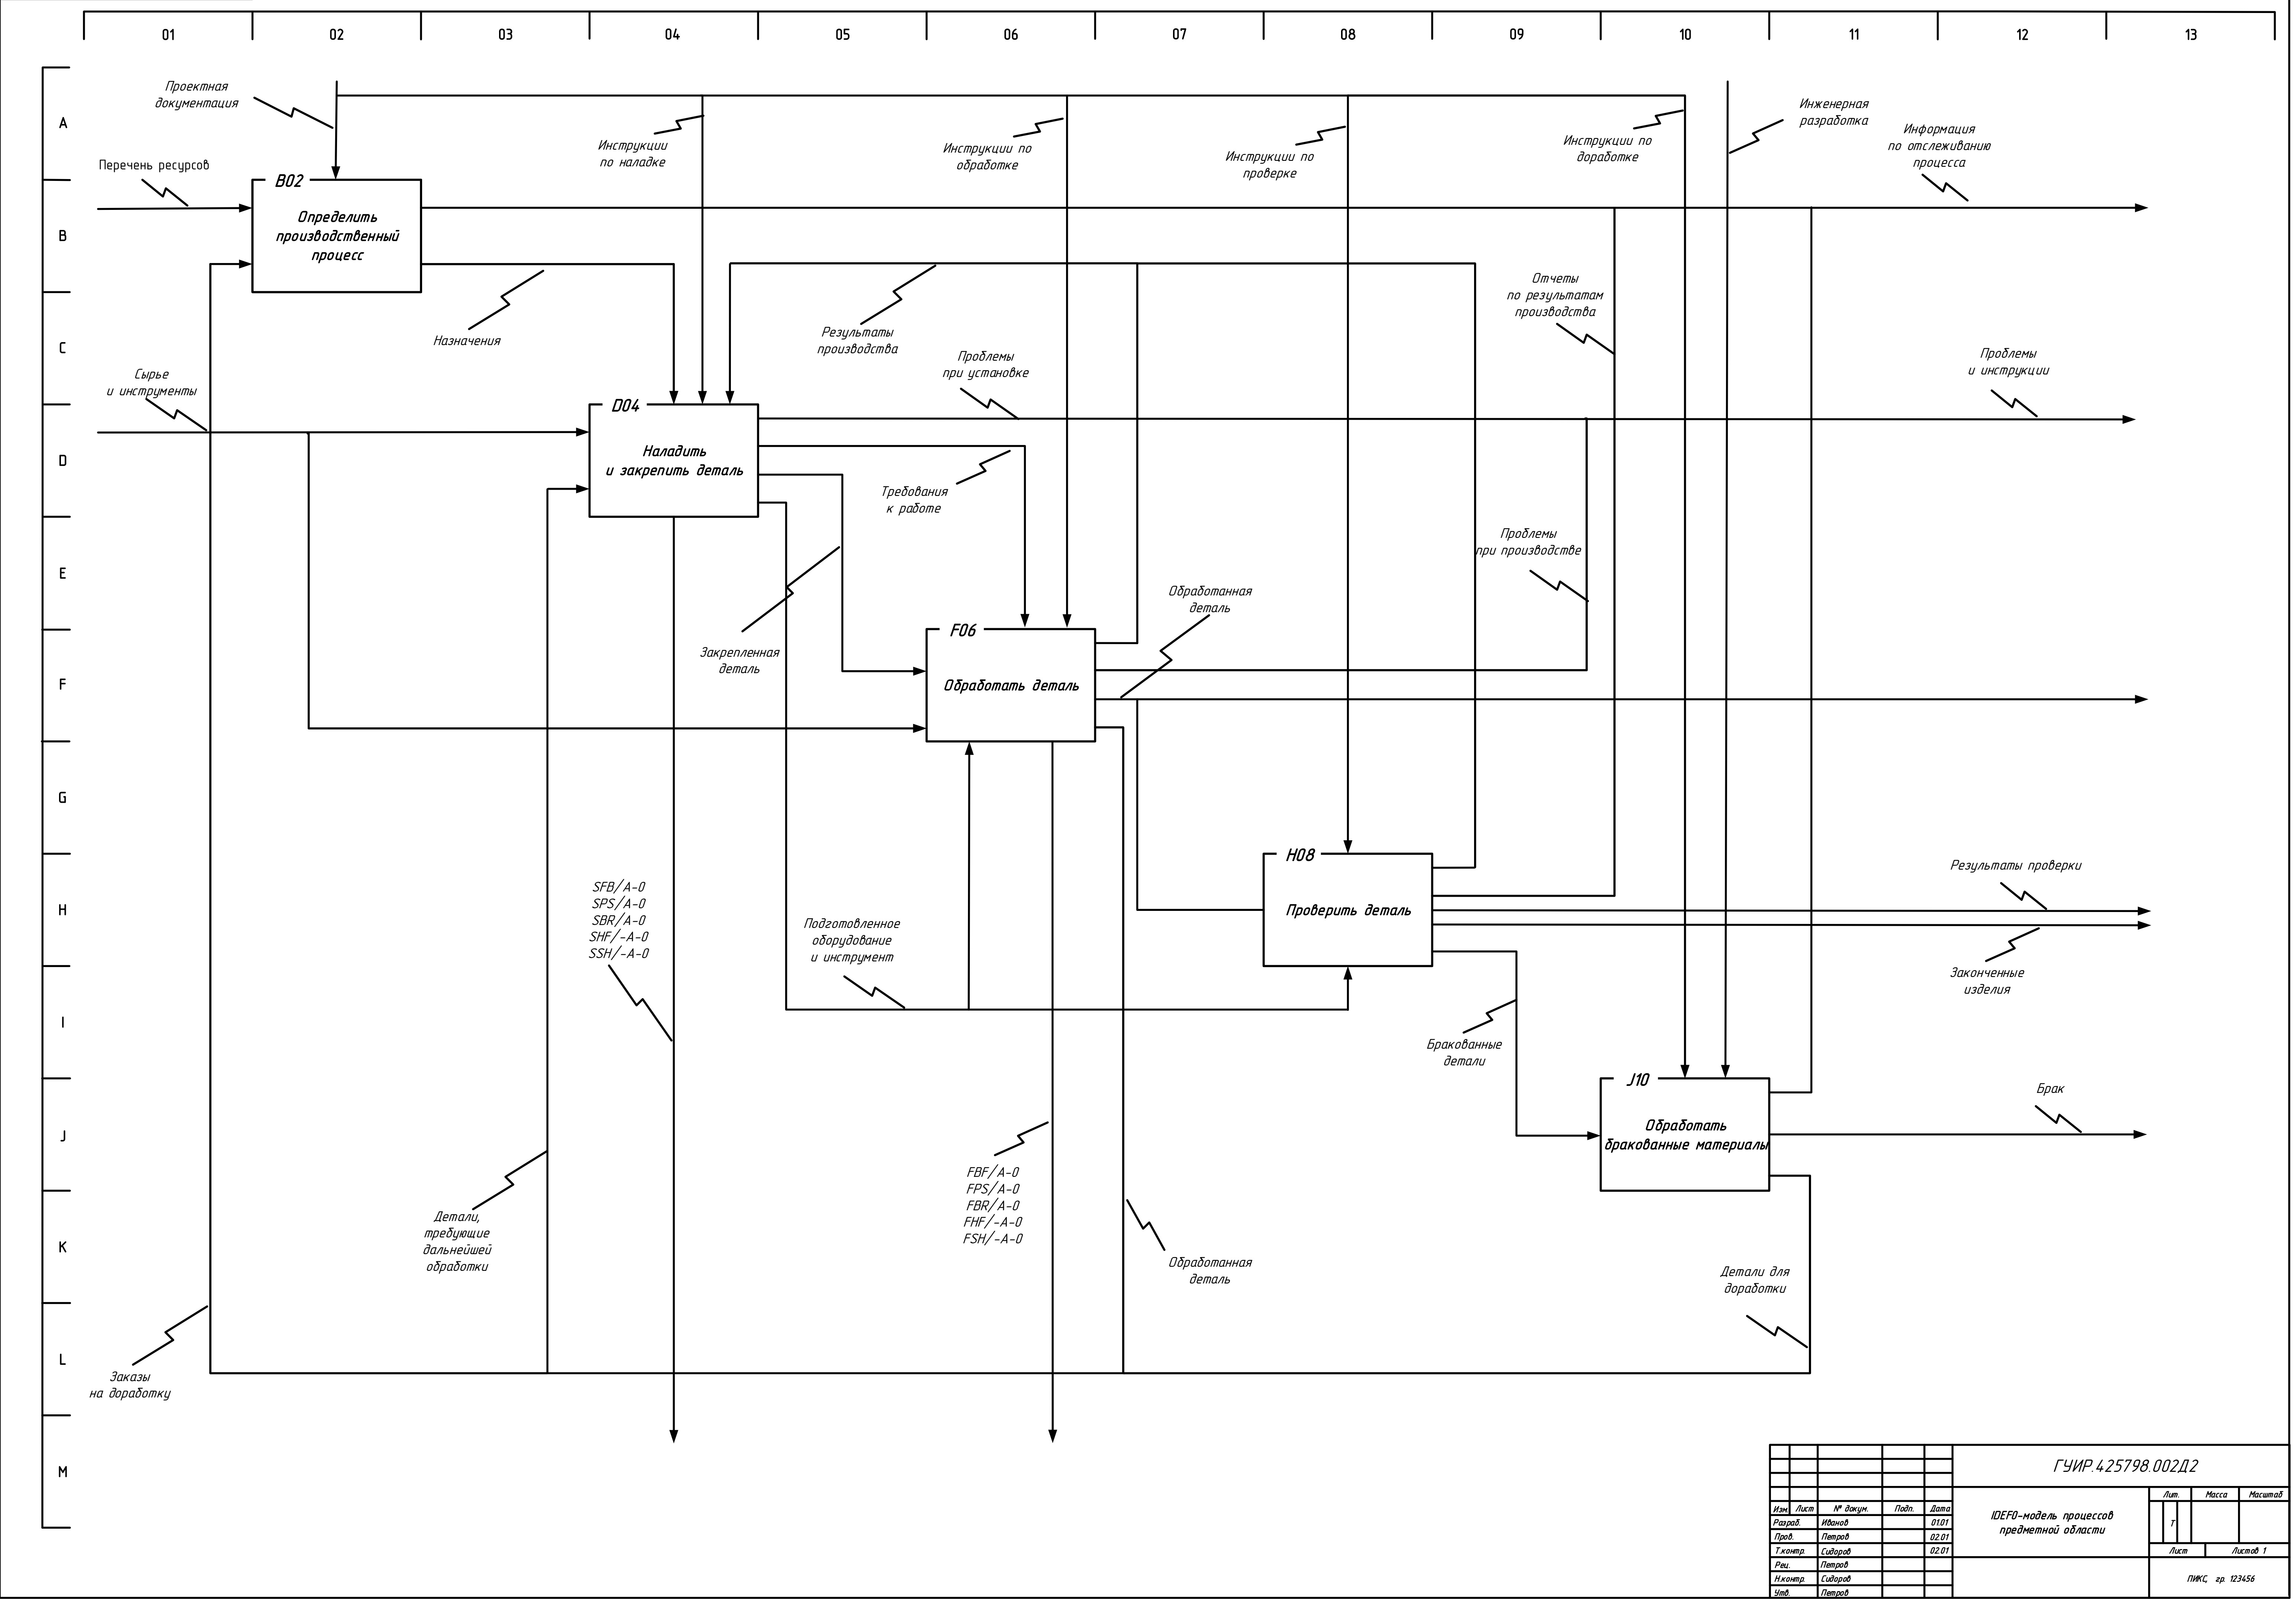 01 02 03 04 05 06 07 08 09 10 11 12 13
A
B
C
D
E
F
G
H
I
J
K
L
M
Проектная
документация
Перечень ресурсов
Инструкции
по наладке
Инструкции по
обработке
Инструкции по
проверке
Инструкции по
доработке
Инженерная
разработка
Информация
по отслеживанию
процесса
B02
Определить
производственный
процесс
Назначения
Результаты
производства
Отчеты
по результатам
производства
Сырье
и инструменты
Проблемы
при установке
Проблемы
и инструкции
D04
Наладить
и закрепить деталь
Требования
к работе
Проблемы
при производстве
Обработанная
деталь
Закрепленная
деталь
F06
Обработать деталь
H08
Проверить деталь
Результаты проверки
SFB/A-0
SPS/A-0
SBR/A-0
SHF/-A-0
SSH/-A-0
Подготовленное
оборудование
и инструмент
Законченные
изделия
Бракованные
детали
J10
Обработать
бракованные материалы
Брак
FBF/A-0
FPS/A-0
FBR/A-0
FHF/-A-0
FSH/-A-0
Детали,
требующие
дальнейшей
обработки
Обработанная
деталь
Детали для
доработки
Заказы
на доработку
ГУИР.425798.002Д2
Изм. Лист № докум. Подп. Дата
Разраб. Иванов 01.01
Пров. Петров 02.01
Т.контр. Сидоров 02.01
Рец. Петров
Н.контр. Сидоров
Утв. Петров
IDEF0-модель процессов
предметной области
Лит. Масса Масштаб
Т
Лист Листов 1
ПИКС, гр. 123456